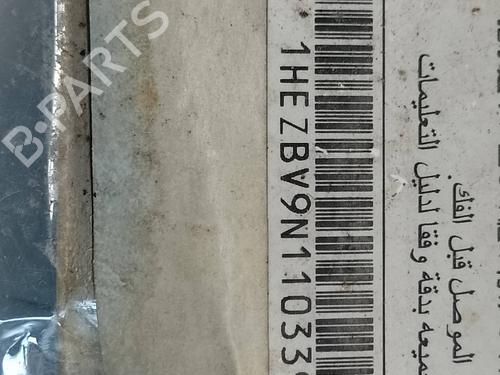 B-PARTS
1HEZBV9N11033
الموصل قبل الفك
بدقة وفقا لدليل التعليمات